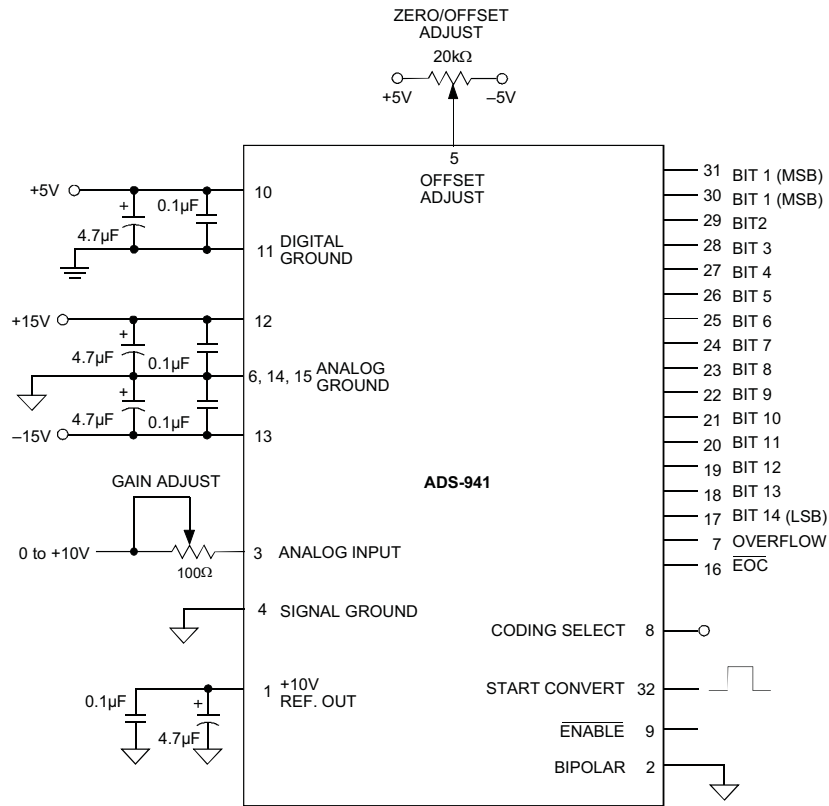 ZERO/OFFSET
ADJUST
20kΩ
+5V
–5V
5
OFFSET
ADJUST
+5V
+
4.7µF
0.1µF
10
11 DIGITAL
GROUND
+15V
+
4.7µF
0.1µF
12
6, 14, 15 ANALOG
GROUND
+
4.7µF
0.1µF
–15V
13
GAIN ADJUST
0 to +10V
100Ω
3 ANALOG INPUT
4 SIGNAL GROUND
0.1µF
+
4.7µF
1 +10V
REF. OUT
ADS-941
31 BIT 1 (MSB)
30 BIT 1 (MSB)
29 BIT2
28 BIT 3
27 BIT 4
26 BIT 5
25 BIT 6
24 BIT 7
23 BIT 8
22 BIT 9
21 BIT 10
20 BIT 11
19 BIT 12
18 BIT 13
17 BIT 14 (LSB)
7 OVERFLOW
16 E̅O̅C̅
CODING SELECT 8
START CONVERT 32
E̅N̅A̅B̅L̅E̅ 9
BIPOLAR 2